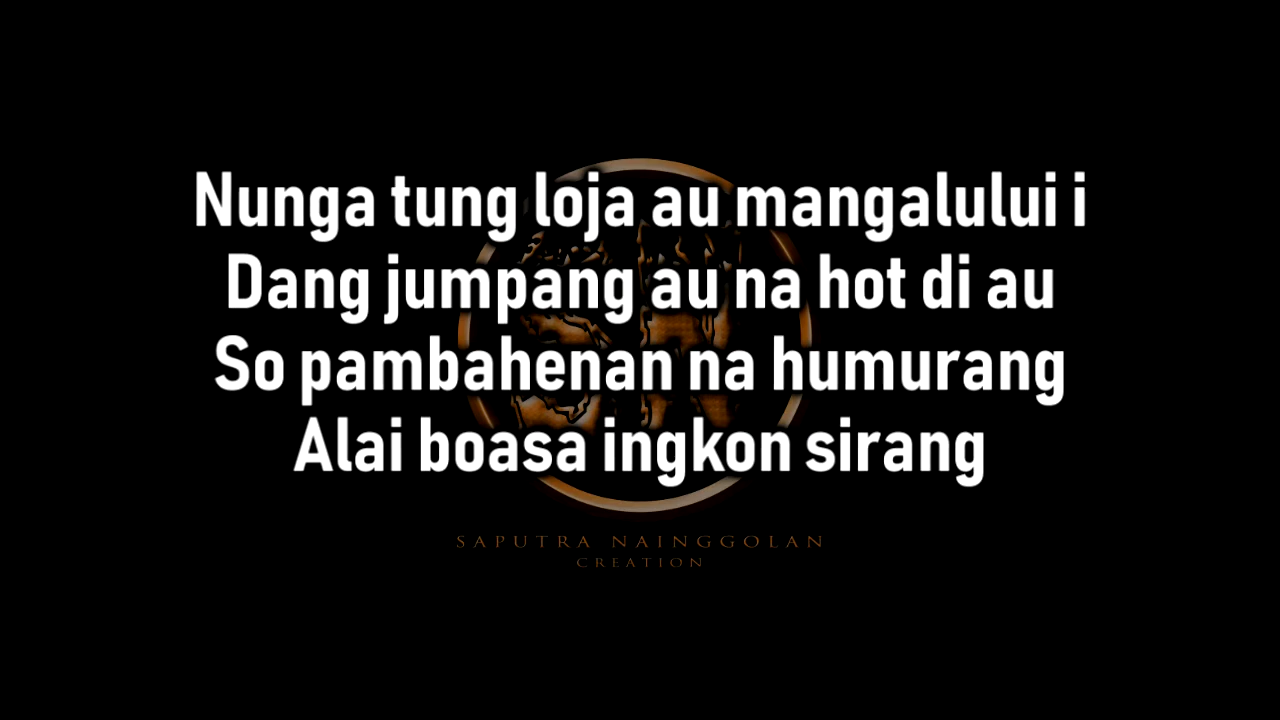 Nunga tung loja au mangalului i
Dang jumpang au na hot di au
So pambahenan na humurang
Alai boasa ingkon sirang
SAPUTRA NAINGGOLAN
CREATION